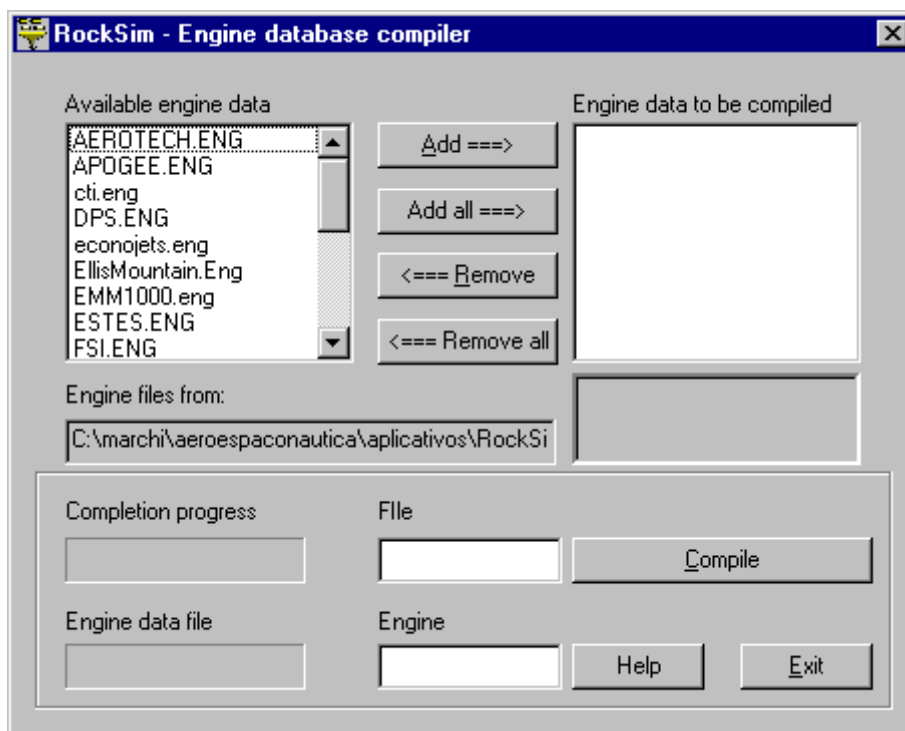 RockSim - Engine database compiler
Available engine data
Engine data to be compiled
AEROTECH.ENG
APOGEE.ENG
cti.eng
DPS.ENG
econojets.eng
EllisMountain.Eng
EMM1000.eng
ESTES.ENG
FSI.ENG
Add ===>
Add all ===>
<=== Remove
<=== Remove all
Engine files from:
C:\marchi\aeroespaconautica\aplicativos\RockSi
Completion progress
FIle
Compile
Engine data file
Engine
Help
Exit